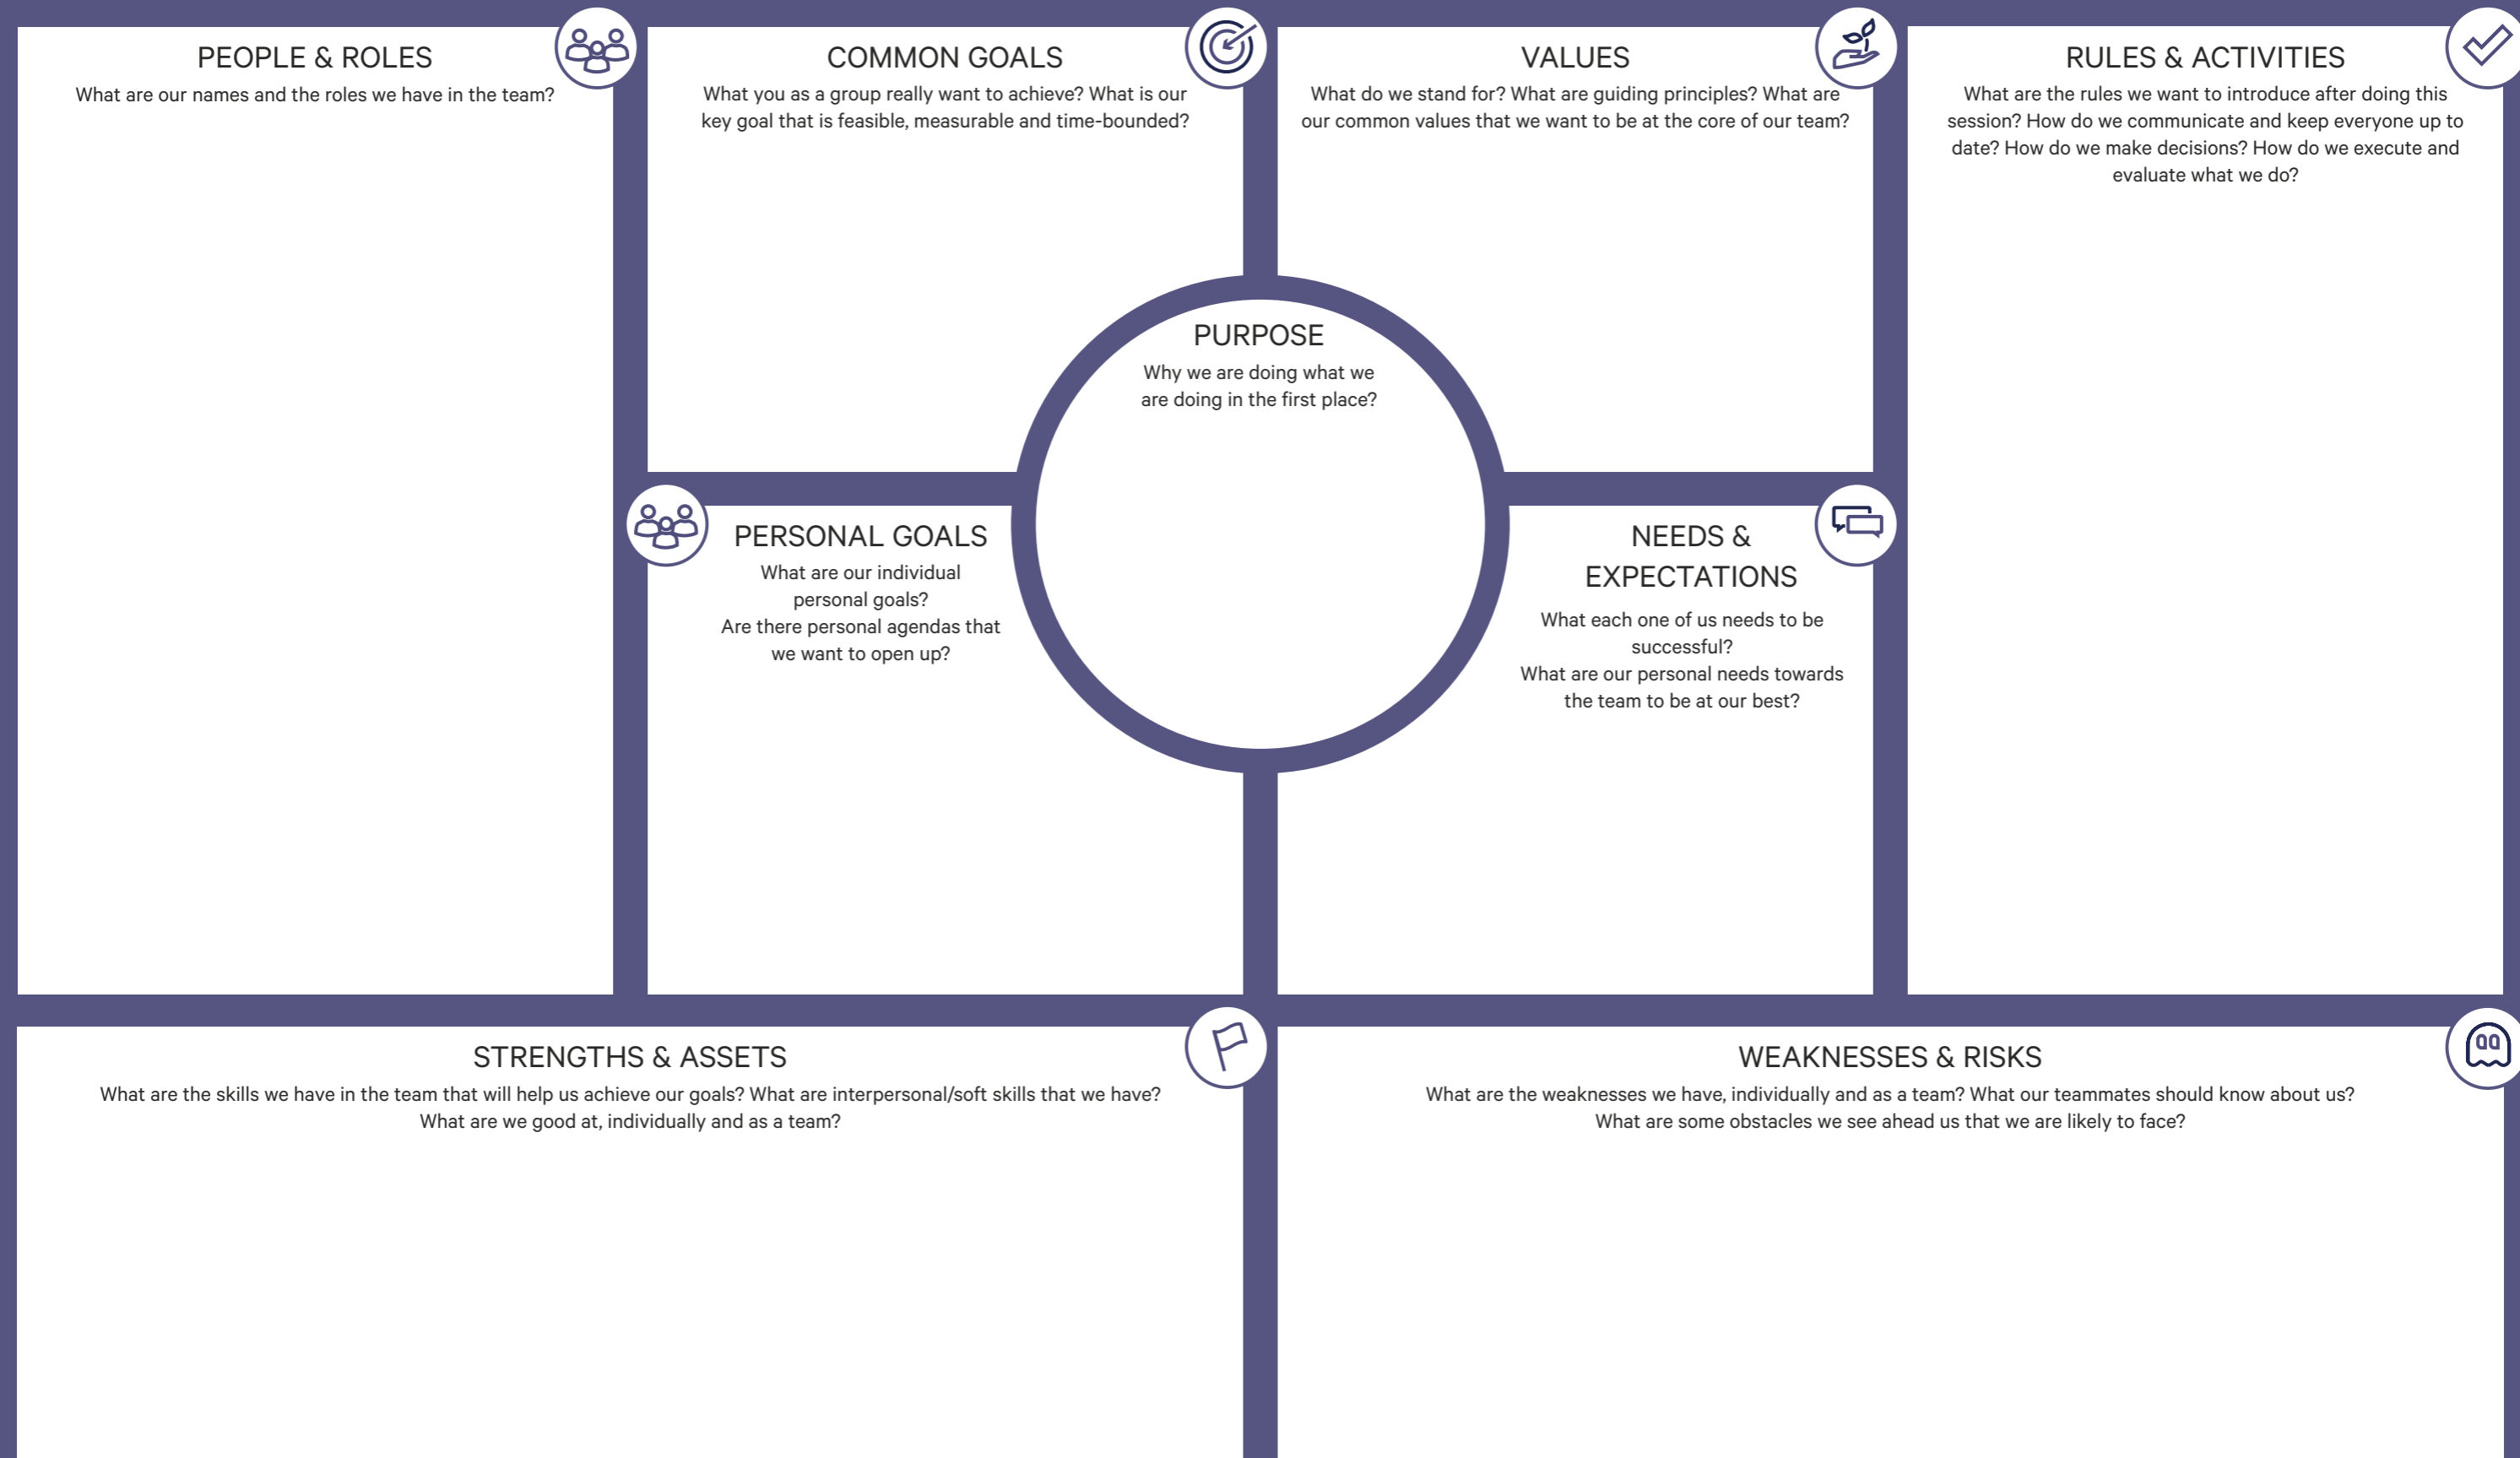 PEOPLE & ROLES
What are our names and the roles we have in the team?
COMMON GOALS
What you as a group really want to achieve? What is our
key goal that is feasible, measurable and time-bounded?
VALUES
What do we stand for? What are guiding principles? What are
our common values that we want to be at the core of our team?
RULES & ACTIVITIES
What are the rules we want to introduce after doing this
session? How do we communicate and keep everyone up to
date? How do we make decisions? How do we execute and
evaluate what we do?
PURPOSE
Why we are doing what we
are doing in the first place?
PERSONAL GOALS
What are our individual
personal goals?
Are there personal agendas that
we want to open up?
NEEDS &
EXPECTATIONS
What each one of us needs to be
successful?
What are our personal needs towards
the team to be at our best?
STRENGTHS & ASSETS
What are the skills we have in the team that will help us achieve our goals? What are interpersonal/soft skills that we have?
What are we good at, individually and as a team?
WEAKNESSES & RISKS
What are the weaknesses we have, individually and as a team? What our teammates should know about us?
What are some obstacles we see ahead us that we are likely to face?